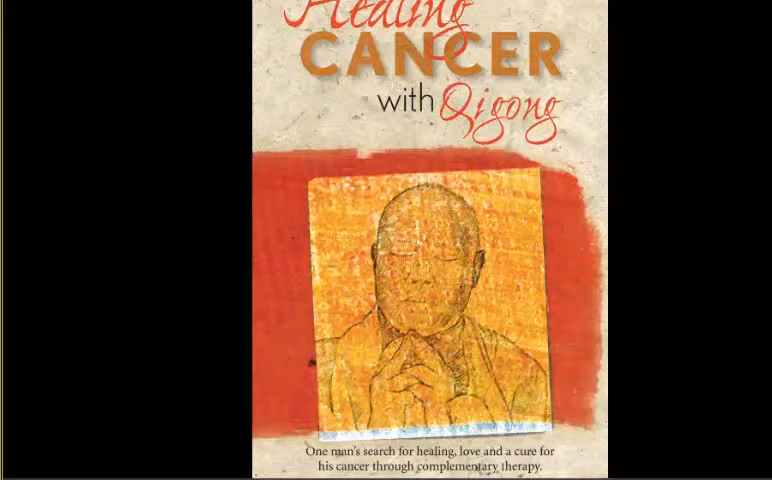 Healing
CANCER
with Qigong
One man's search for healing, love and a cure for
his cancer through complementary therapy.